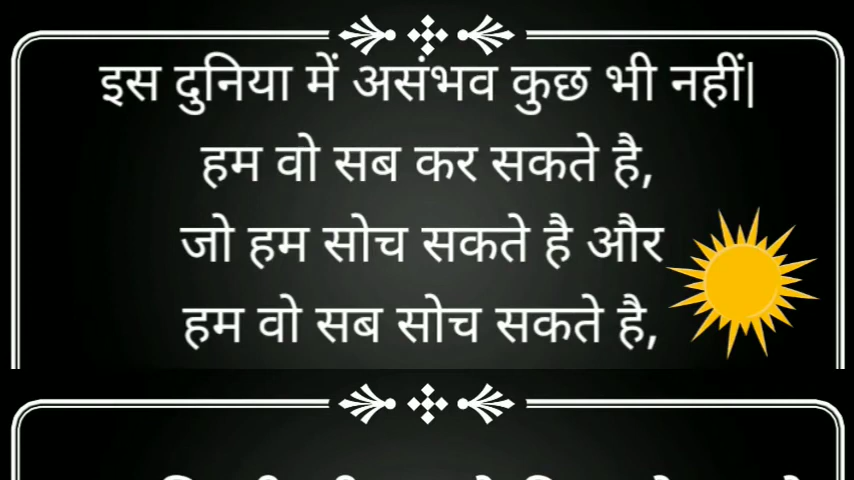 इस दुनिया में असंभव कुछ भी नहीं|
हम वो सब कर सकते है,
जो हम सोच सकते है और
हम वो सब सोच सकते है,